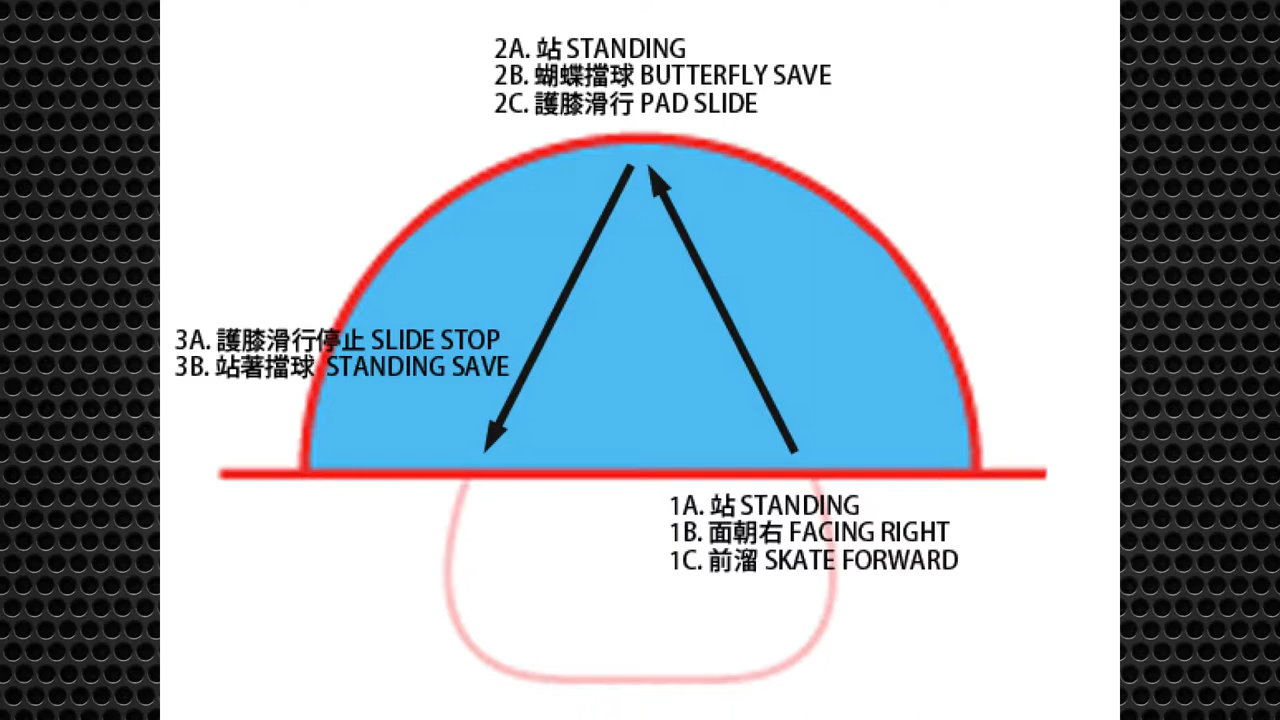 2A. 站 STANDING
2B. 蝴蝶擋球 BUTTERFLY SAVE
2C. 護膝滑行 PAD SLIDE
3A. 護膝滑行停止 SLIDE STOP
3B. 站著擋球 STANDING SAVE
1A. 站 STANDING
1B. 面朝右 FACING RIGHT
1C. 前溜 SKATE FORWARD